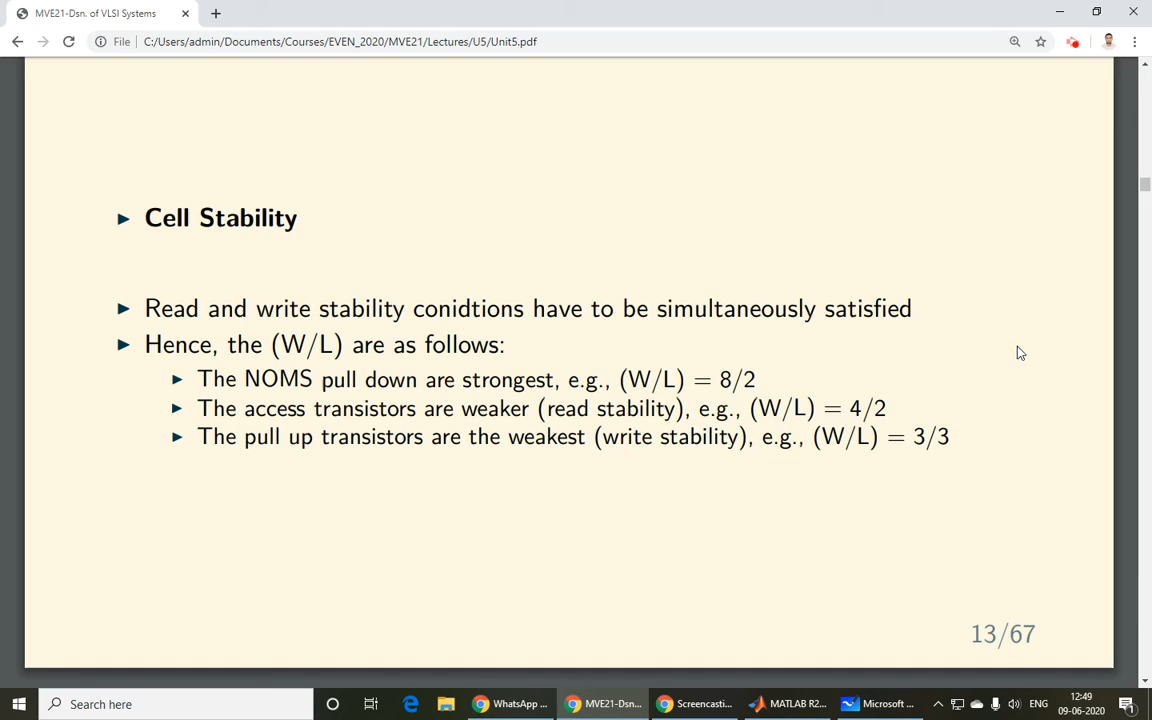 MVE21-Dsn. of VLSI Systems
File C:/Users/admin/Documents/Courses/EVEN_2020/MVE21/Lectures/U5/Unit5.pdf
Cell Stability
Read and write stability conidtions have to be simultaneously satisfied
Hence, the (W/L) are as follows:
The NOMS pull down are strongest, e.g., (W/L) = 8/2
The access transistors are weaker (read stability), e.g., (W/L) = 4/2
The pull up transistors are the weakest (write stability), e.g., (W/L) = 3/3
13/67
Search here
WhatsApp ...
MVE21-Dsn...
Screencasti...
MATLAB R2...
Microsoft ...
ENG
12:49
09-06-2020
1